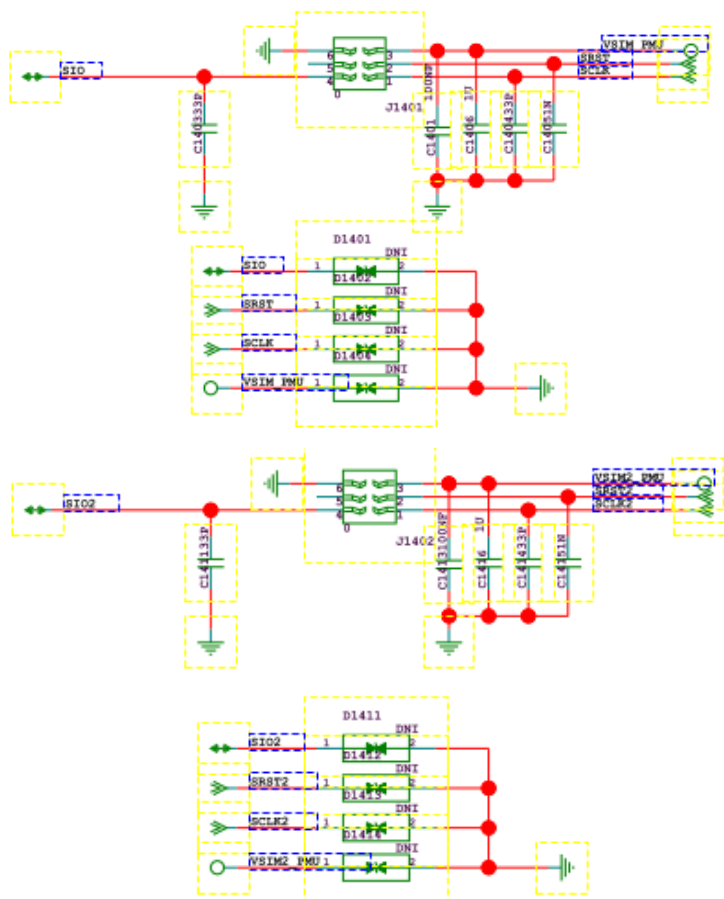 VSIM_PMU
SRST
SCLK
SIO
6 3
5 2
4 1
0
J1401
C1403 33P
C1401 100NF
C1406 1U
C1404 33P
C1405 1N
D1401
DNI
SIO 1 2
D1402
DNI
SRST 1 2
D1403
DNI
SCLK 1 2
D1404
DNI
VSIM_PMU 1 2
VSIM2_PMU
SRST2
SCLK2
SIO2
6 3
5 2
4 1
0
J1402
C1411 33P
C1413 100NF
C1416 1U
C1414 33P
C1415 1N
D1411
DNI
SIO2 1 2
D1412
DNI
SRST2 1 2
D1413
DNI
SCLK2 1 2
D1414
DNI
VSIM2_PMU 1 2